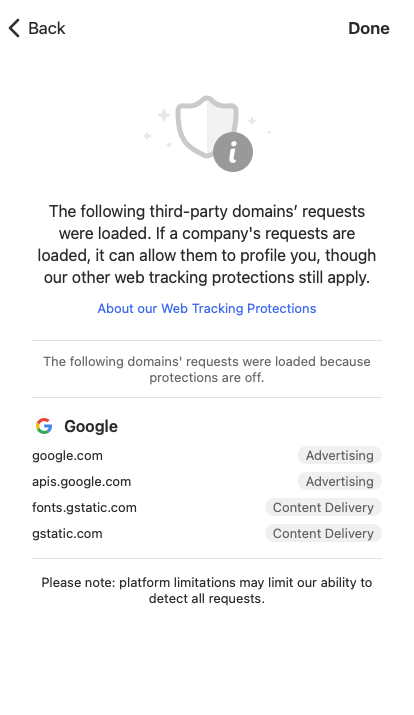 Back
Done
The following third-party domains’ requests
were loaded. If a company's requests are
loaded, it can allow them to profile you, though
our other web tracking protections still apply.
About our Web Tracking Protections
The following domains' requests were loaded because
protections are off.
Google
google.com Advertising
apis.google.com Advertising
fonts.gstatic.com Content Delivery
gstatic.com Content Delivery
Please note: platform limitations may limit our ability to
detect all requests.